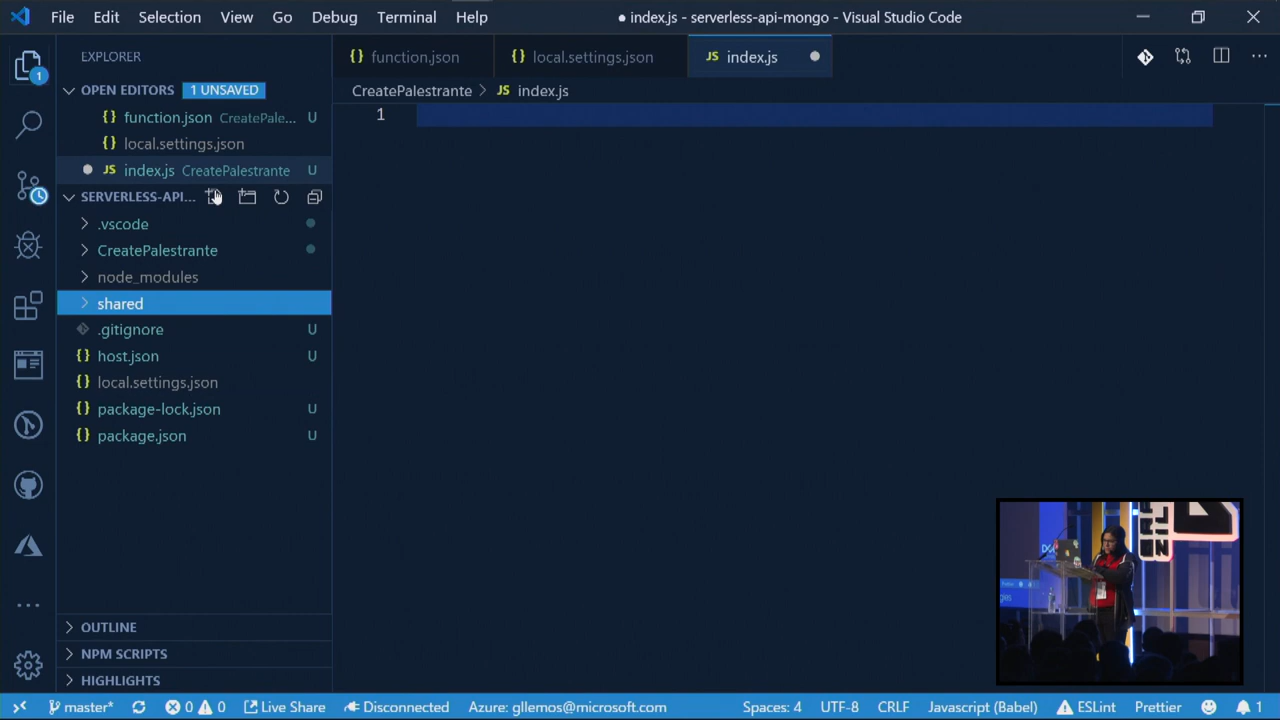 File Edit Selection View Go Debug Terminal Help
● index.js - serverless-api-mongo - Visual Studio Code
EXPLORER
OPEN EDITORS 1 UNSAVED
function.json CreatePale... U
local.settings.json
index.js CreatePalestrante U
SERVERLESS-API...
.vscode
CreatePalestrante
node_modules
shared
.gitignore U
host.json U
local.settings.json
package-lock.json U
package.json U
OUTLINE
NPM SCRIPTS
HIGHLIGHTS
function.json
local.settings.json
index.js
CreatePalestrante > index.js
1
1
master* 0 0 Live Share Disconnected Azure: gllemos@microsoft.com Spaces: 4 UTF-8 CRLF Javascript (Babel) ESLint Prettier 1